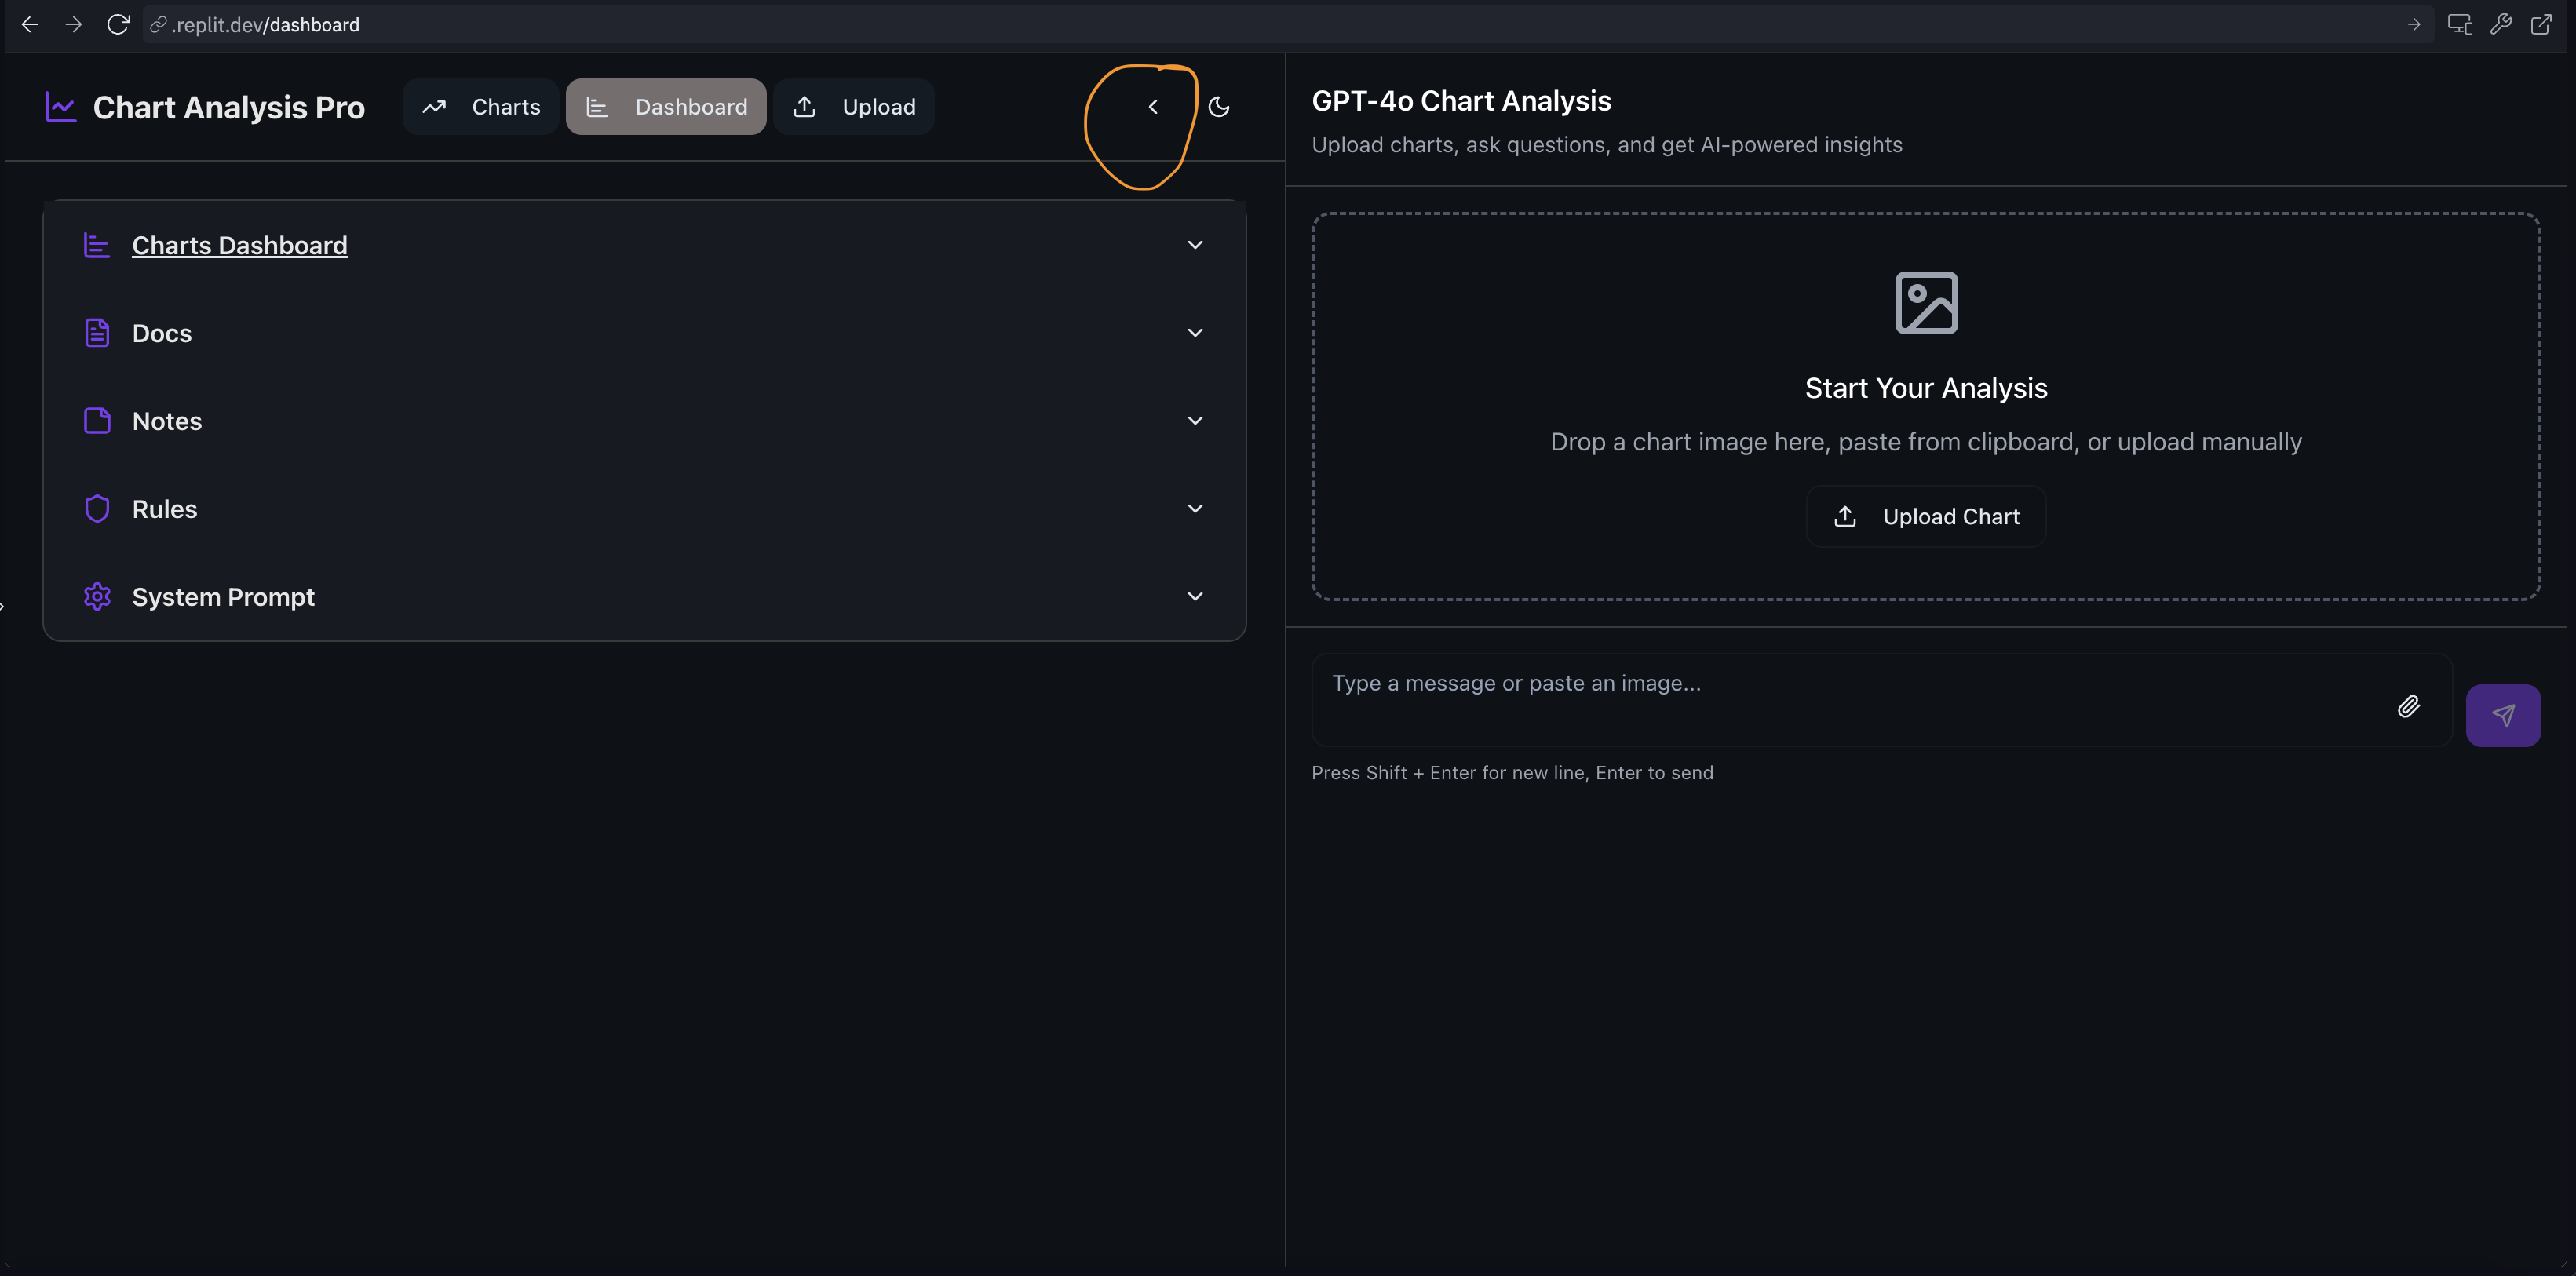 .replit.dev/dashboard
Chart Analysis Pro
Charts
Dashboard
Upload
Charts Dashboard
Docs
Notes
Rules
System Prompt
GPT-4o Chart Analysis
Upload charts, ask questions, and get AI-powered insights
Start Your Analysis
Drop a chart image here, paste from clipboard, or upload manually
Upload Chart
Type a message or paste an image...
Press Shift + Enter for new line, Enter to send